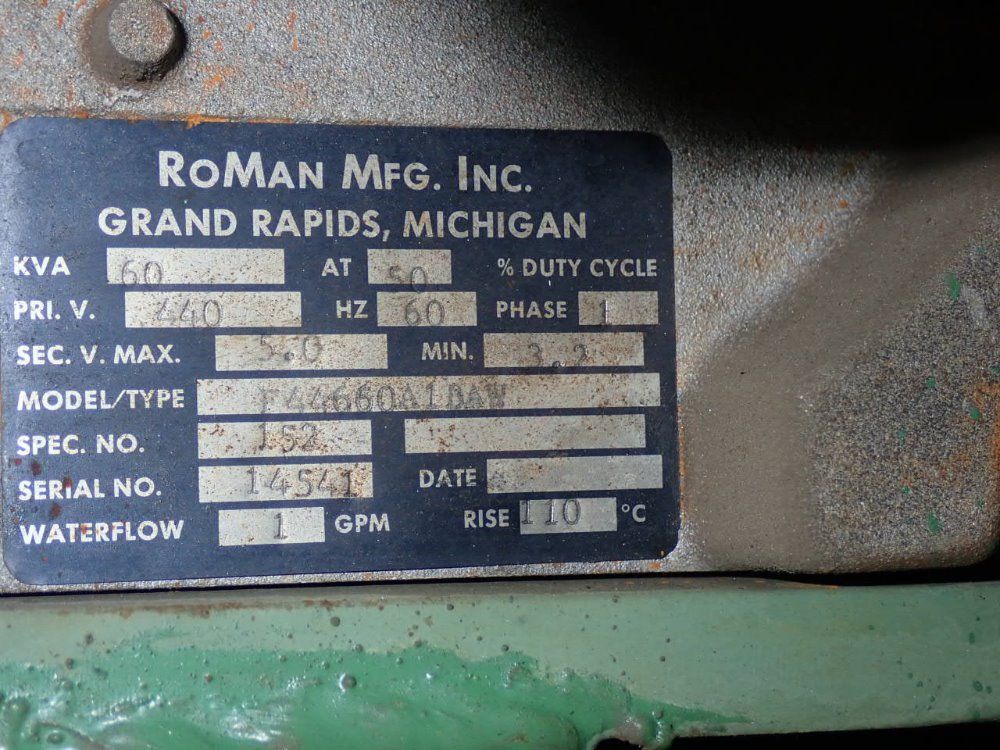 RoMan Mfg. Inc.
GRAND RAPIDS, MICHIGAN
KVA 60 AT 50 % DUTY CYCLE
PRI. V. 440 HZ 60 PHASE 1
SEC. V. MAX. 5.0 MIN. 3.2
MODEL/TYPE F44660A1BAW
SPEC. NO. 152
SERIAL NO. 14541 DATE
WATERFLOW 1 GPM RISE 110 °C